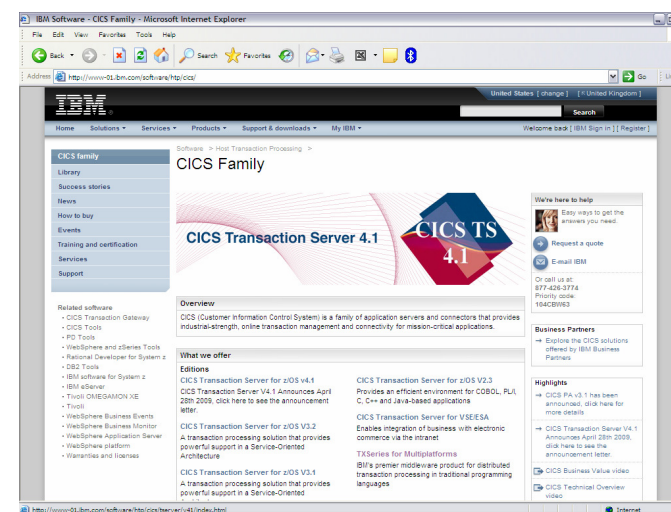 IBM Software - CICS Family - Microsoft Internet Explorer
File Edit View Favorites Tools Help
Back Search Favorites
Address http://www-01.ibm.com/software/htp/cics/ Go
United States [ change ] [ United Kingdom ]
IBM
Search
Home Solutions Services Products Support & downloads My IBM Welcome back [ IBM Sign in ] [ Register ]
CICS family
Library
Success stories
News
How to buy
Events
Training and certification
Services
Support
Related software
CICS Transaction Gateway
CICS Tools
PD Tools
WebSphere and zSeries Tools
Rational Developer for System z
DB2 Tools
IBM software for System z
IBM eServer
Tivoli OMEGAMON XE
Tivoli
WebSphere Business Events
WebSphere Business Monitor
WebSphere Application Server
WebSphere platform
Warranties and licenses
Software > Host Transaction Processing >
CICS Family
CICS Transaction Server 4.1
CICS TS
4.1
Overview
CICS (Customer Information Control System) is a family of application servers and connectors that provides
industrial-strength, online transaction management and connectivity for mission-critical applications.
What we offer
Editions
CICS Transaction Server for z/OS v4.1
CICS Transaction Server V4.1 Announces April
28th 2009, click here to see the announcement
letter.
CICS Transaction Server for z/OS V3.2
A transaction processing solution that provides
powerful support in a Service-Oriented
Architecture
CICS Transaction Server for z/OS V3.1
A transaction processing solution that provides
powerful support in a Service-Oriented
CICS Transaction Server for z/OS V2.3
Provides an efficient environment for COBOL, PL/I,
C, C++ and Java-based applications
CICS Transaction Server for VSE/ESA
Enables integration of business with electronic
commerce via the intranet
TXSeries for Multiplatforms
IBM's premier middleware product for distributed
transaction processing in traditional programming
languages
We're here to help
Easy ways to get the
answers you need.
Request a quote
E-mail IBM
Or call us at:
877-426-3774
Priority code:
104CBW63
Business Partners
Explore the CICS solutions
offered by IBM Business
Partners
Highlights
CICS PA v3.1 has been
announced, click here for
more details
CICS Transaction Server V4.1
Announces April 28th 2009,
click here to see the
announcement letter.
CICS Business Value video
CICS Technical Overview
video
http://www-01.ibm.com/software/htp/cics/tserver/v41/index.html Internet